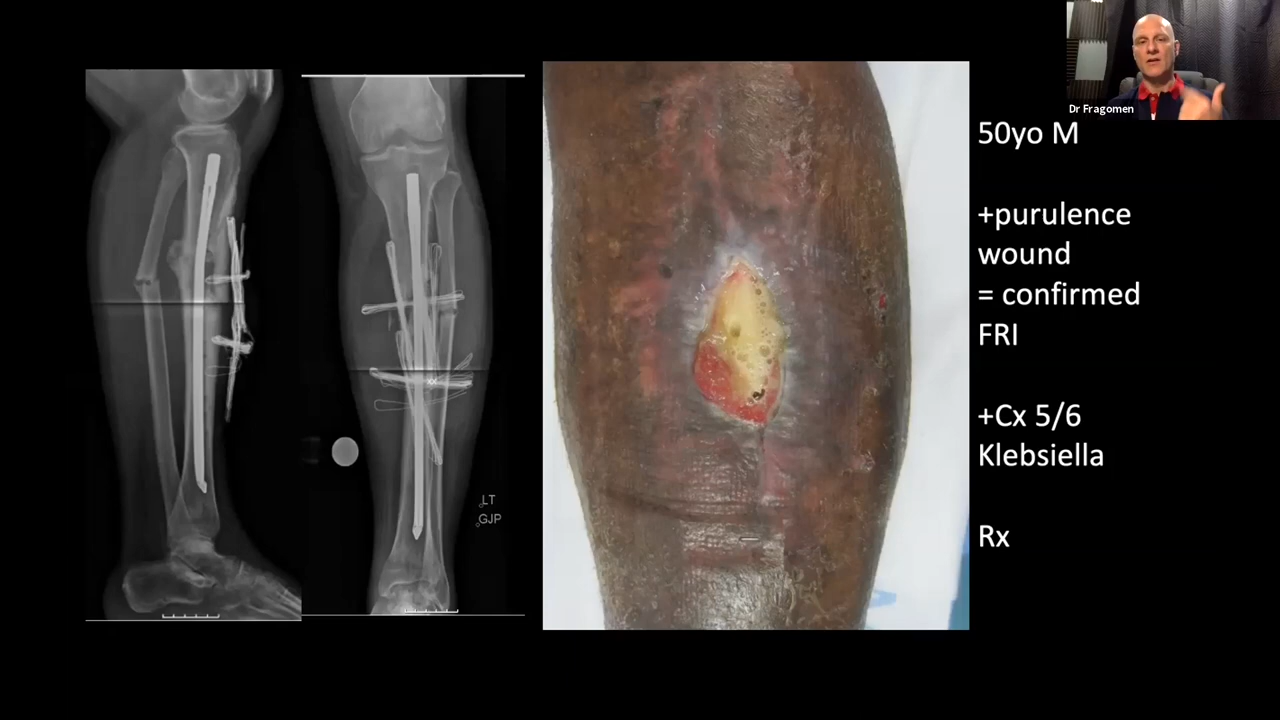 Dr Fragomen
50yo M
+purulence
wound
= confirmed
FRI
+Cx 5/6
Klebsiella
Rx
LT
GJP